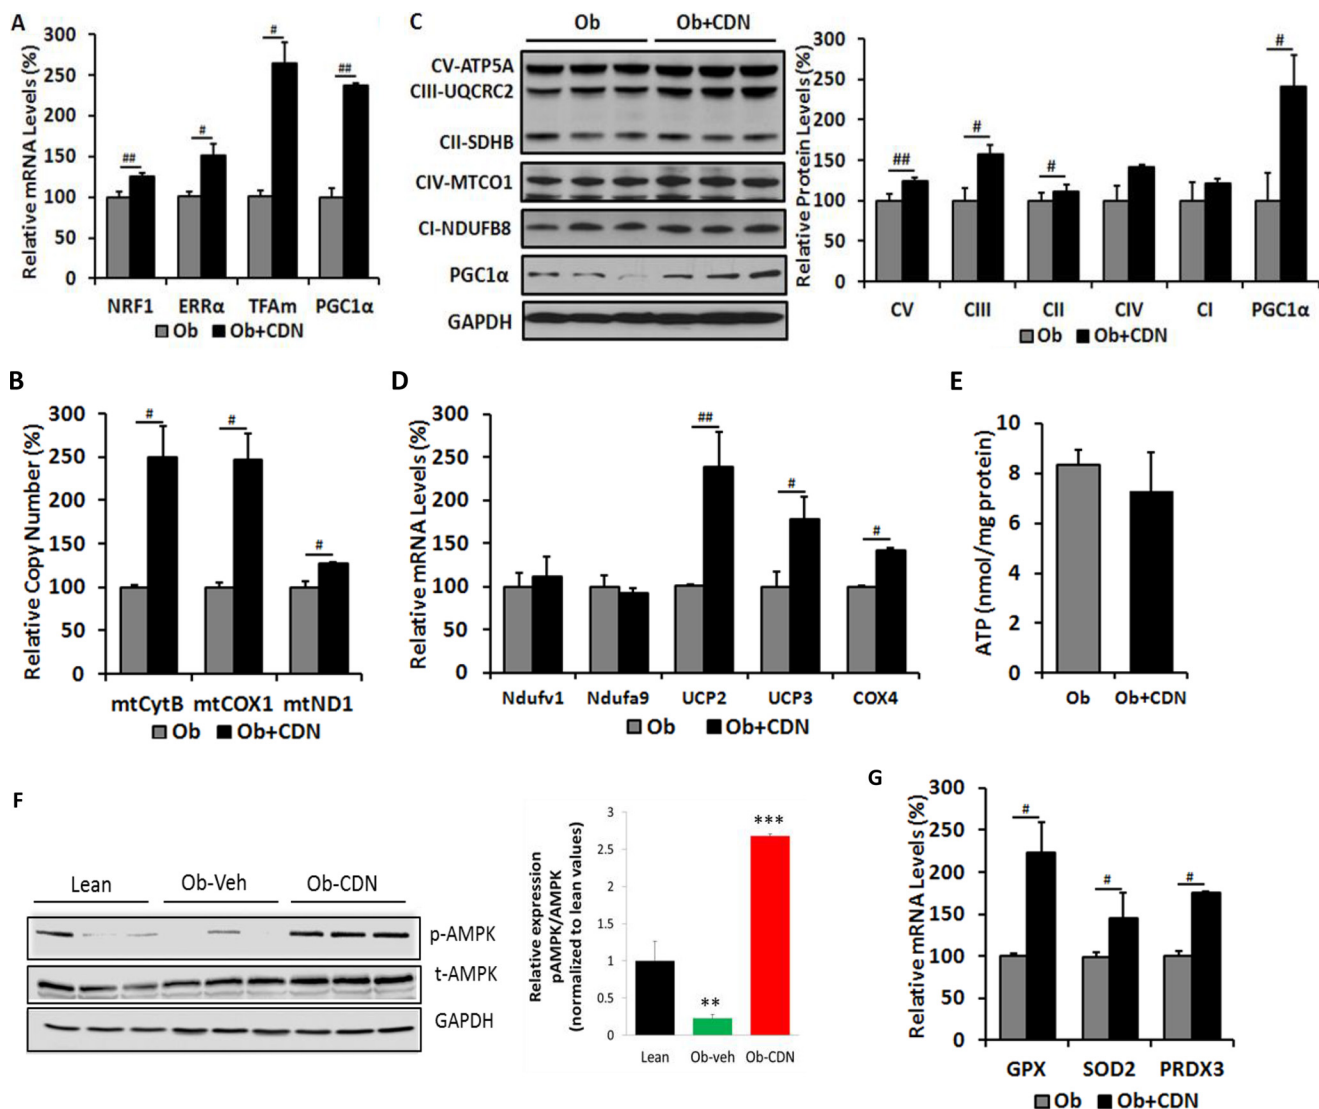 A
Relative mRNA Levels (%)
300
250
200
150
100
50
0
##
#
#
##
NRF1 ERRα TFAm PGC1α
Ob Ob+CDN
C
Ob Ob+CDN
CV-ATP5A
CIII-UQCRC2
CII-SDHB
CIV-MTCO1
CI-NDUFB8
PGC1α
GAPDH
Relative Protein Levels (%)
300
250
200
150
100
50
0
##
#
#
#
CV CIII CII CIV CI PGC1α
Ob Ob+CDN
B
Relative Copy Number (%)
300
250
200
150
100
50
0
#
#
#
mtCytB mtCOX1 mtND1
Ob Ob+CDN
D
Relative mRNA Levels (%)
300
250
200
150
100
50
0
##
#
#
Ndufv1 Ndufa9 UCP2 UCP3 COX4
Ob Ob+CDN
E
ATP (nmol/mg protein)
10
8
6
4
2
0
Ob Ob+CDN
F
Lean Ob-Veh Ob-CDN
p-AMPK
t-AMPK
GAPDH
Relative expression
pAMPK/AMPK
(normalized to lean values)
3
2.5
2
1.5
1
0.5
0
**
***
Lean Ob-veh Ob-CDN
G
Relative mRNA Levels (%)
300
250
200
150
100
50
0
#
#
#
GPX SOD2 PRDX3
Ob Ob+CDN